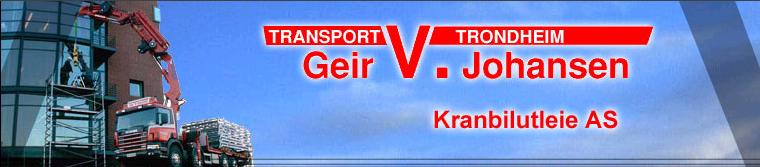 TRANSPORT TRONDHEIM
Geir V. Johansen
Kranbilutleie AS